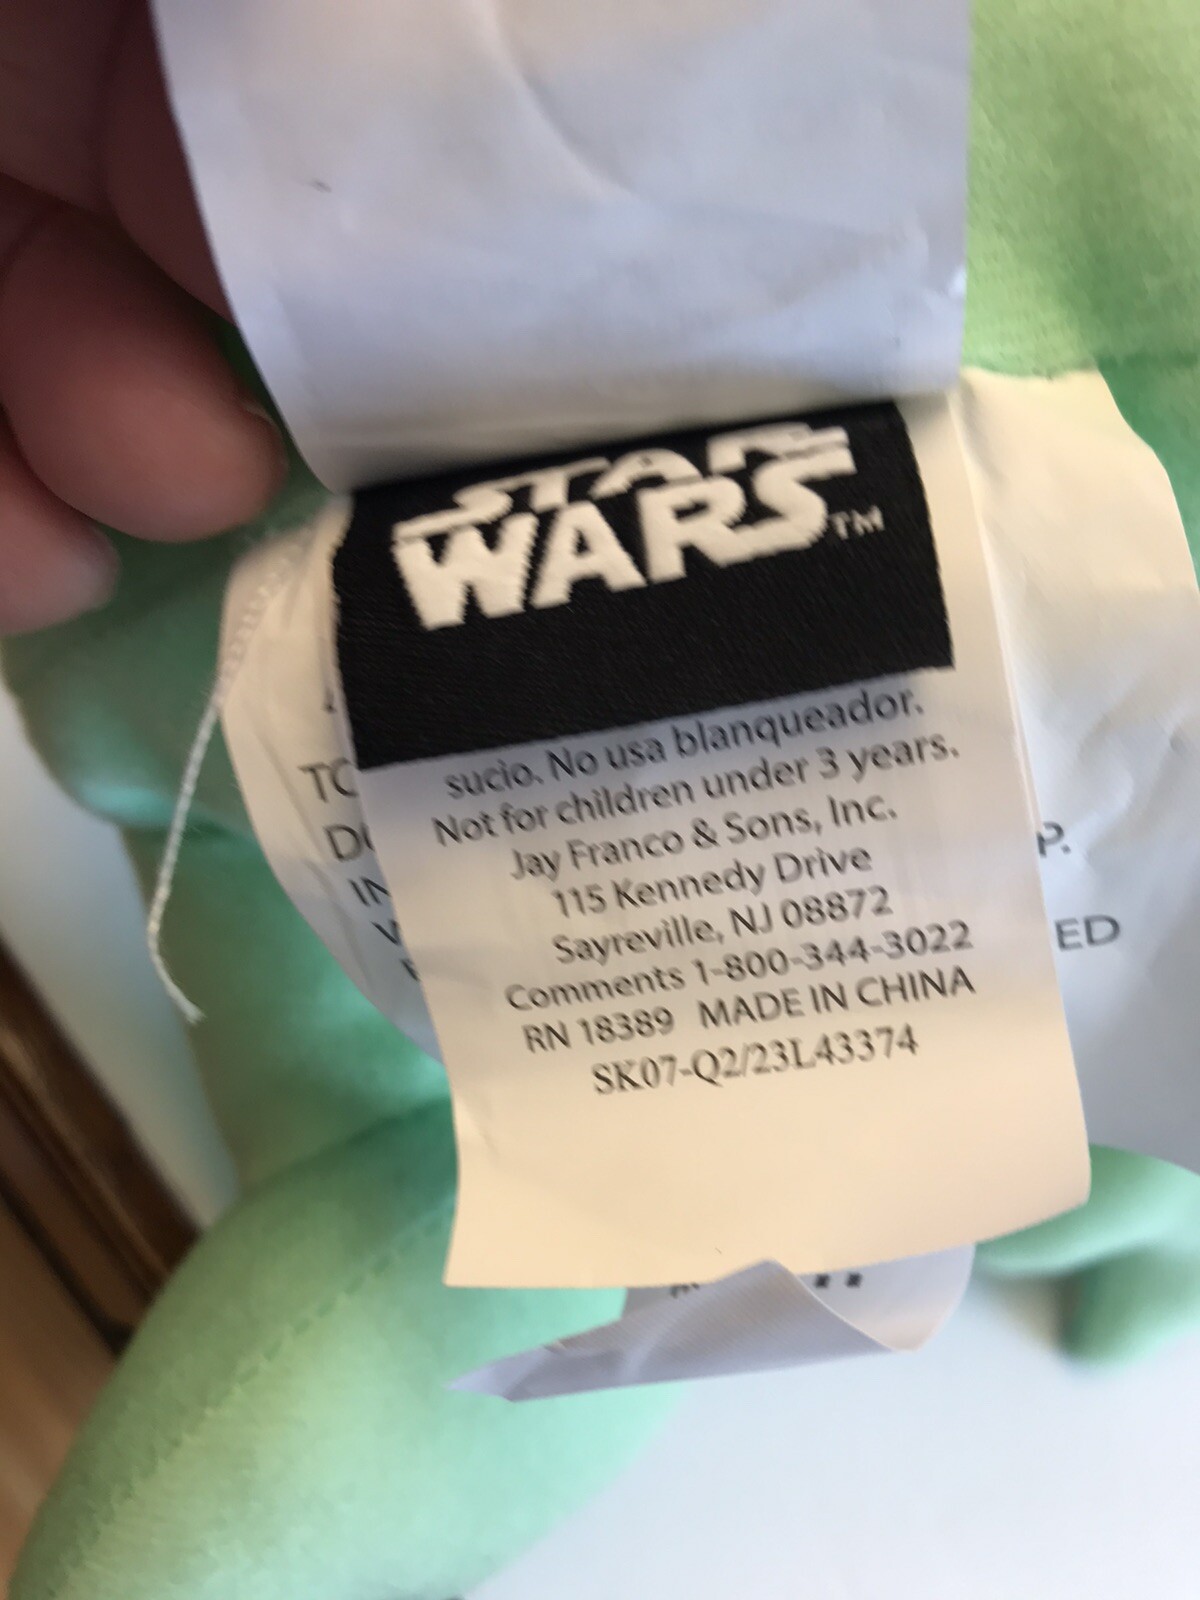 STAR
WARS TM
sucio. No usa blanqueador.
Not for children under 3 years.
Jay Franco & Sons, Inc.
115 Kennedy Drive
Sayreville, NJ 08872
Comments 1-800-344-3022
RN 18389 MADE IN CHINA
SK07-Q2/23L43374